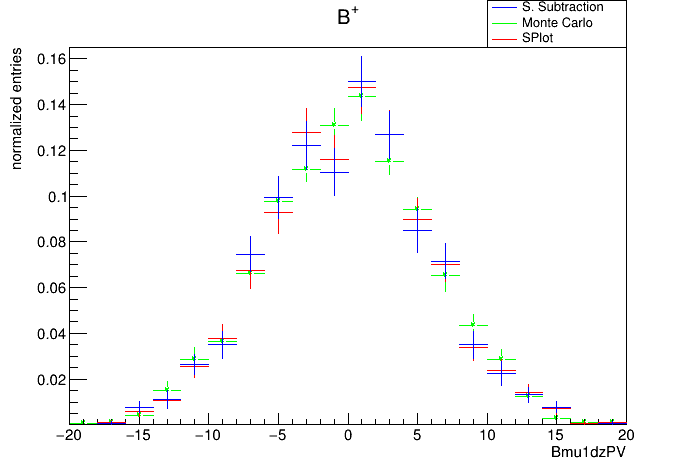 B+
S. Subtraction
Monte Carlo
SPlot
normalized entries
0.16
0.14
0.12
0.1
0.08
0.06
0.04
0.02
−20 −15 −10 −5 0 5 10 15 20
Bmu1dzPV